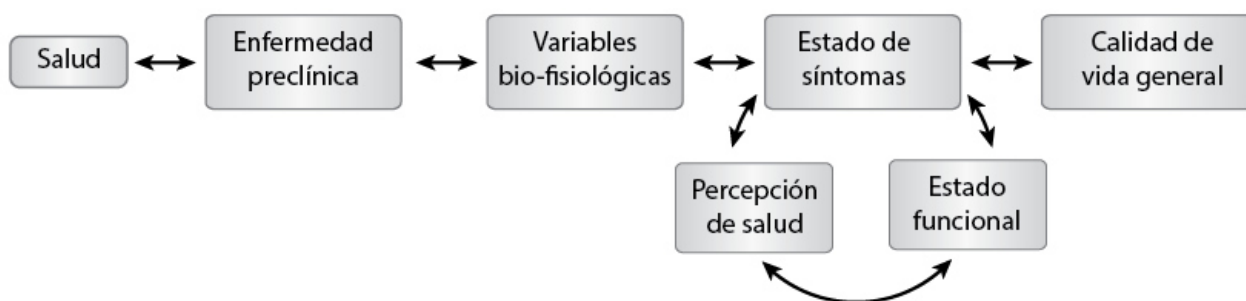 Salud
Enfermedad
preclínica
Variables
bio-fisiológicas
Estado de
síntomas
Calidad de
vida general
Percepción
de salud
Estado
funcional